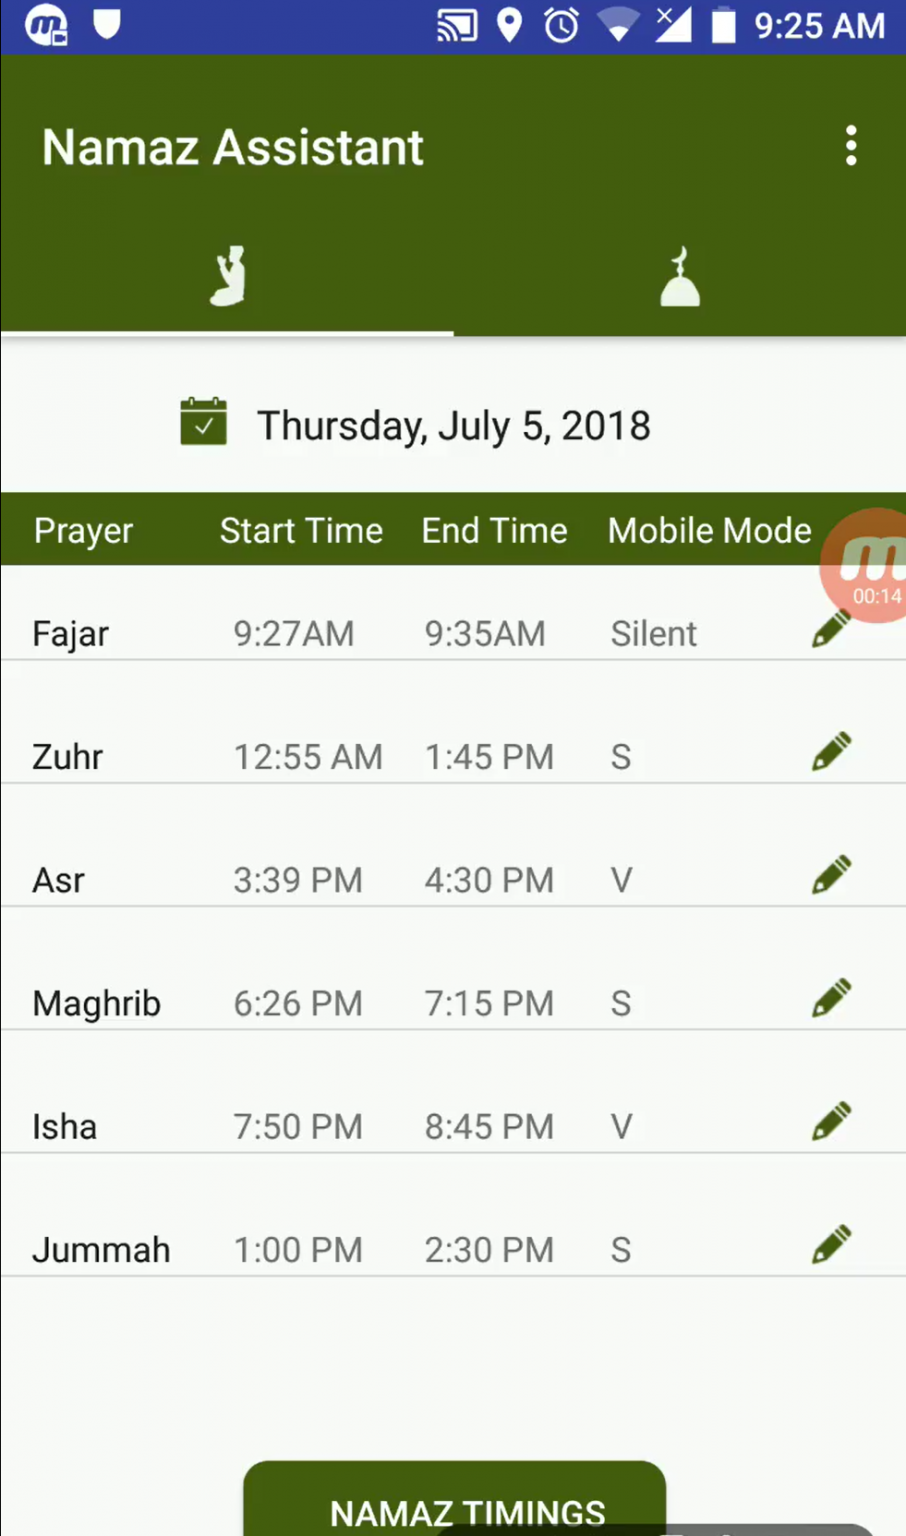 9:25 AM
Namaz Assistant
Thursday, July 5, 2018
Prayer Start Time End Time Mobile Mode
00:14
Fajar 9:27AM 9:35AM Silent
Zuhr 12:55 AM 1:45 PM S
Asr 3:39 PM 4:30 PM V
Maghrib 6:26 PM 7:15 PM S
Isha 7:50 PM 8:45 PM V
Jummah 1:00 PM 2:30 PM S
NAMAZ TIMINGS